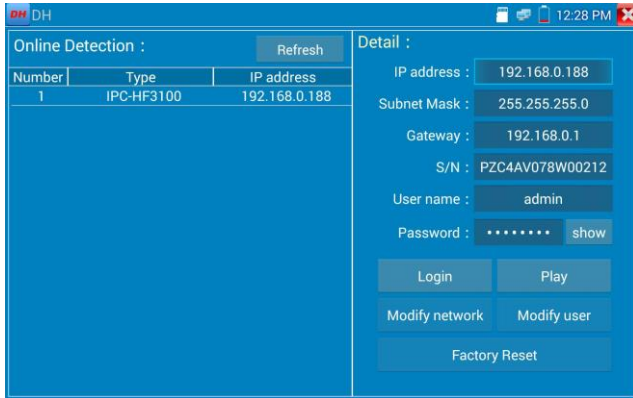 DH DH
12:28 PM
Online Detection :
Refresh
Number Type IP address
1 IPC-HF3100 192.168.0.188
Detail :
IP address : 192.168.0.188
Subnet Mask : 255.255.255.0
Gateway : 192.168.0.1
S/N : PZC4AV078W00212
User name : admin
Password : •••••••• show
Login Play
Modify network Modify user
Factory Reset